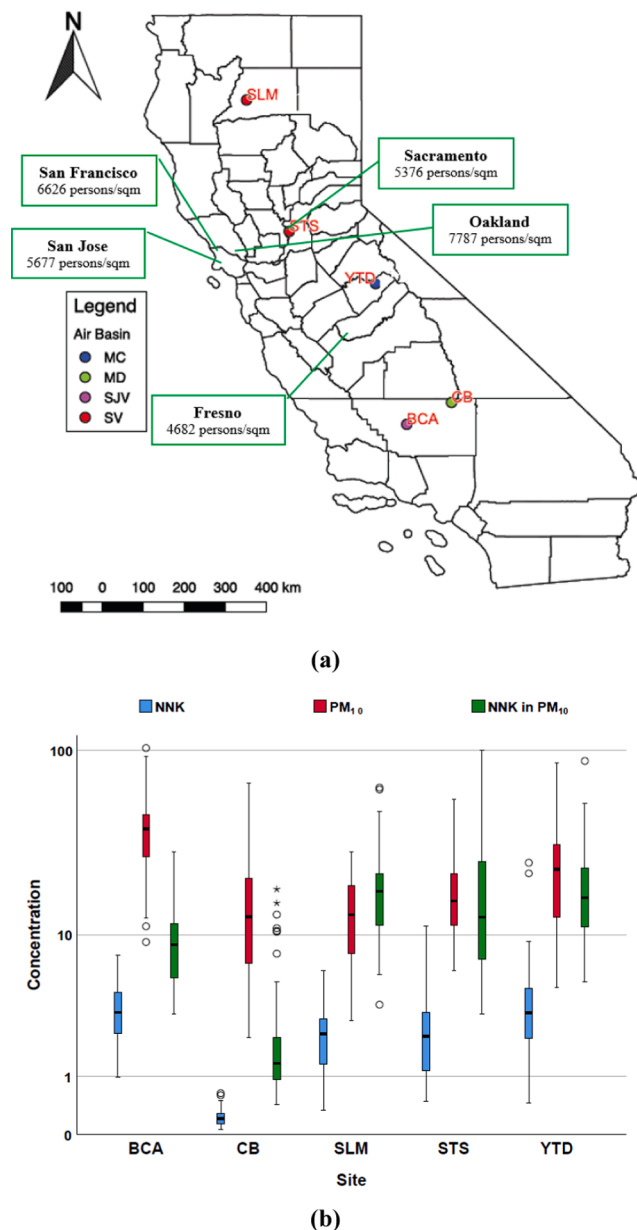 N
SLM
San Francisco
6626 persons/sqm
Sacramento
5376 persons/sqm
STS
Oakland
7787 persons/sqm
San Jose
5677 persons/sqm
YTD
Legend
Air Basin
MC
MD
SJV
SV
Fresno
4682 persons/sqm
CB
BCA
100 0 100 200 300 400 km
(a)
NNK PM10 NNK in PM10
100
10
1
0
Concentration
BCA CB SLM STS YTD
Site
(b)